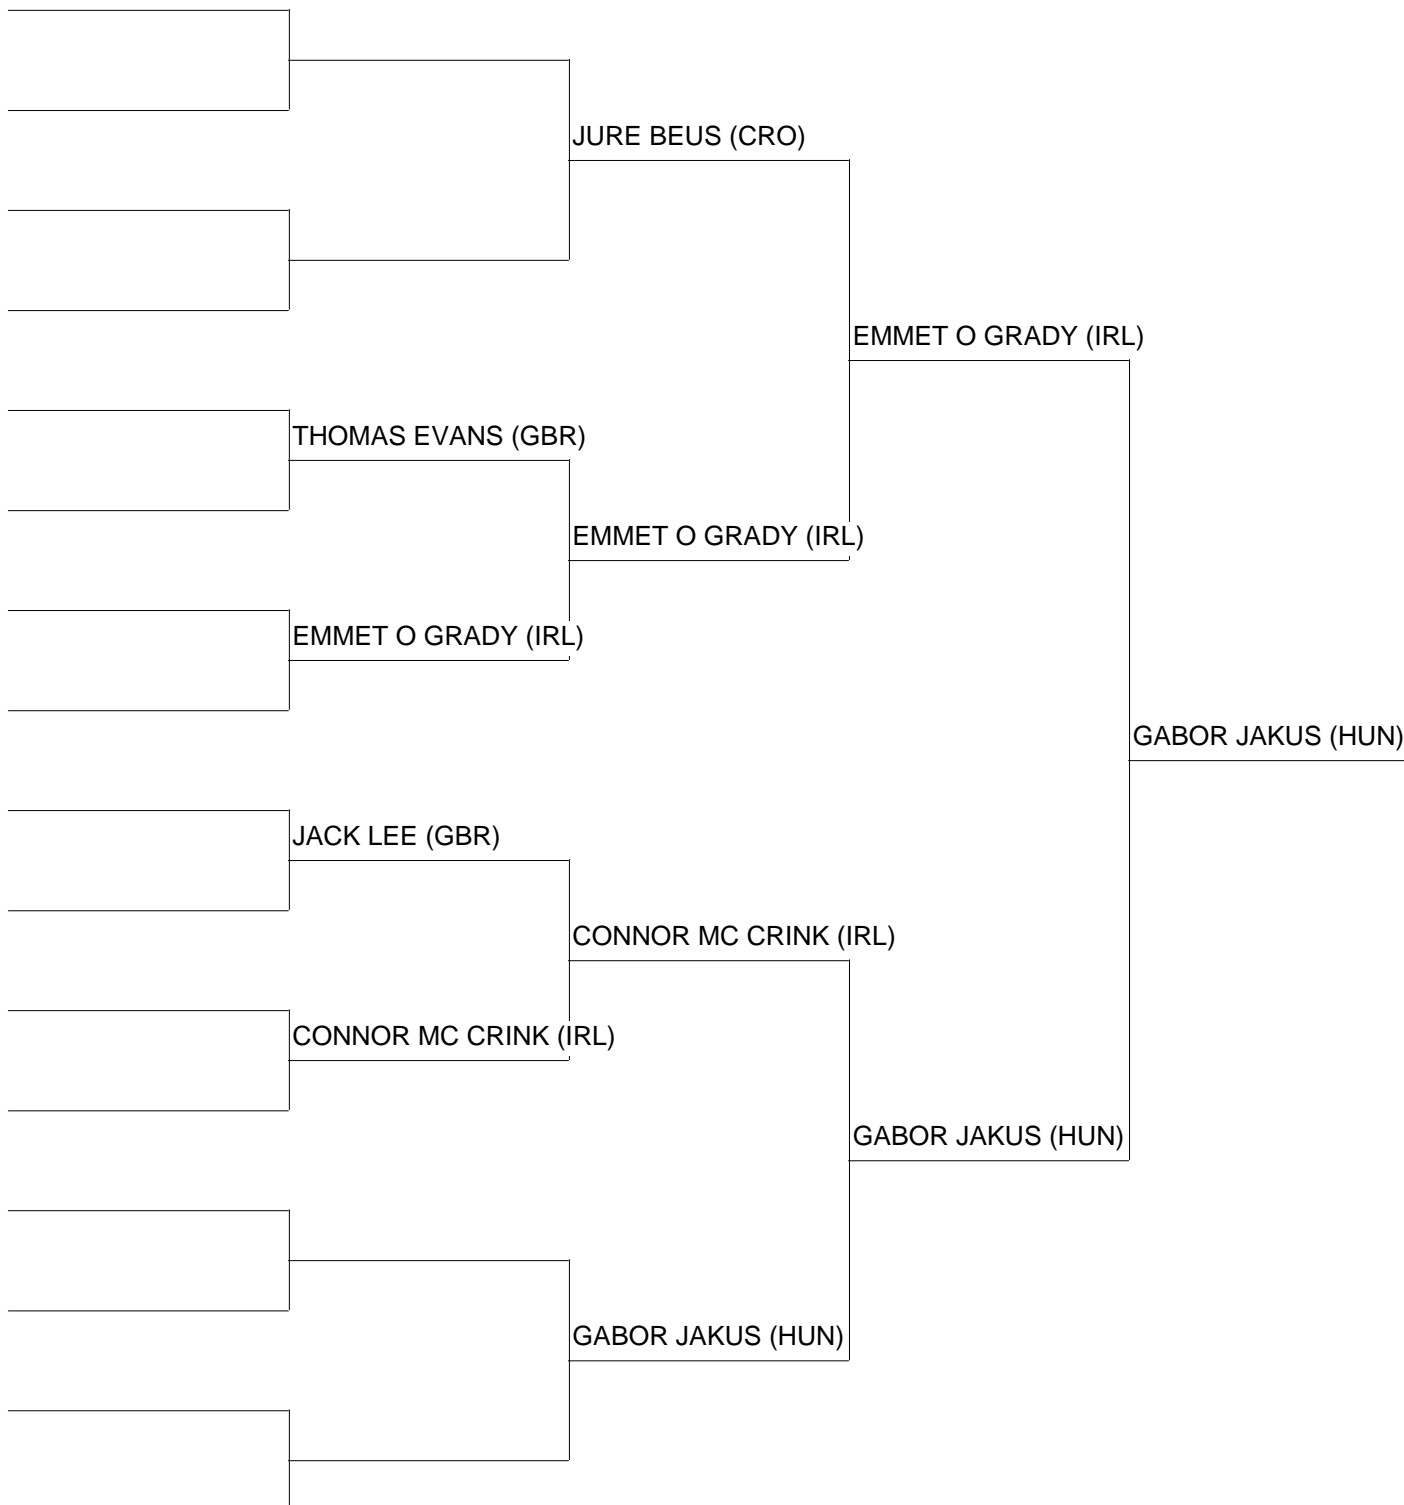 JURE BEUS (CRO)
EMMET O GRADY (IRL)
THOMAS EVANS (GBR)
EMMET O GRADY (IRL)
EMMET O GRADY (IRL)
GABOR JAKUS (HUN)
JACK LEE (GBR)
CONNOR MC CRINK (IRL)
CONNOR MC CRINK (IRL)
GABOR JAKUS (HUN)
GABOR JAKUS (HUN)